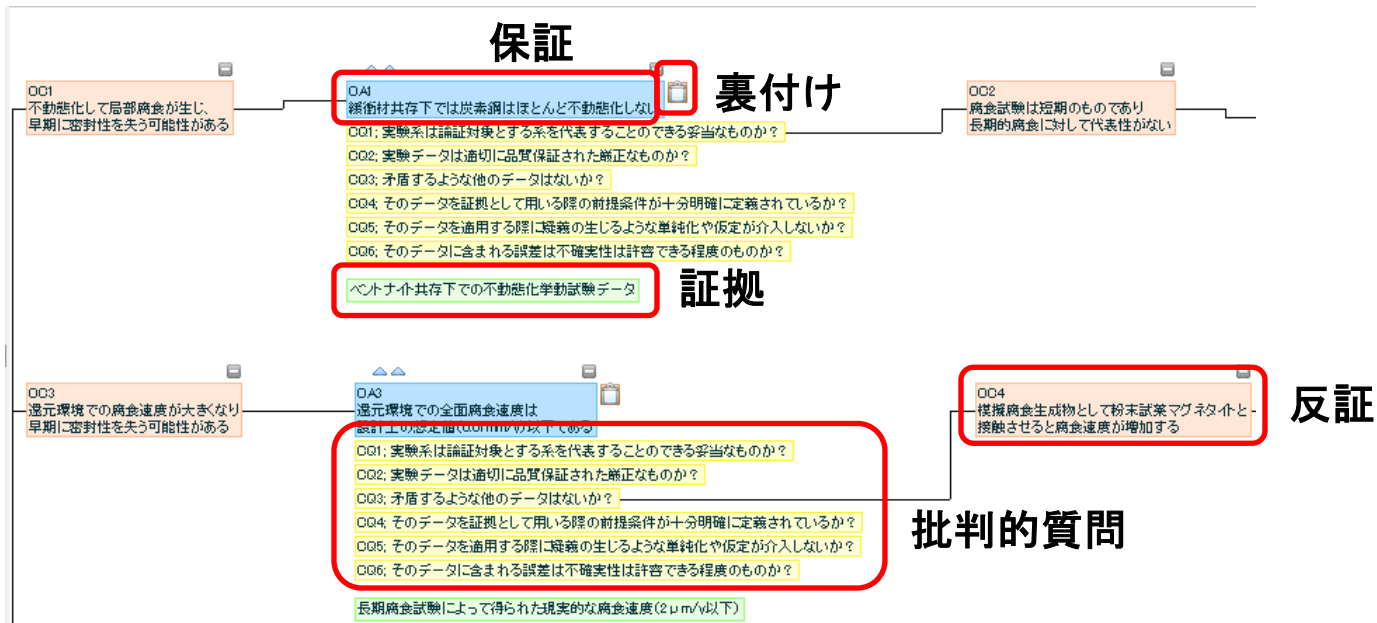 保証
OC1
不動態化して局部腐食が生じ、
早期に密封性を失う可能性がある
OA1
緩衝材共存下では炭素鋼はほとんど不動態化しない
裏付け
OC2
腐食試験は短期のものであり
長期的腐食に対して代表性がない
CQ1; 実験系は論証対象とする系を代表することのできる妥当なものか？
CQ2; 実験データは適切に品質保証された厳正なものか？
CQ3; 矛盾するような他のデータはないか？
CQ4; そのデータを証拠として用いる際の前提条件が十分明確に定義されているか？
CQ5; そのデータを適用する際に疑義の生じるような単純化や仮定が介入しないか？
CQ6; そのデータに含まれる誤差は不確実性は許容できる程度のものか？
ベントナイト共存下での不動態化挙動試験データ
証拠
OC3
還元環境での腐食速度が大きくなり
早期に密封性を失う可能性がある
OA3
還元環境での全面腐食速度は
設計上の想定値(0.01mm/y)以下である
OC4
模擬腐食生成物として粉末試薬マグネタイトと
接触させると腐食速度が増加する
反証
CQ1; 実験系は論証対象とする系を代表することのできる妥当なものか？
CQ2; 実験データは適切に品質保証された厳正なものか？
CQ3; 矛盾するような他のデータはないか？
CQ4; そのデータを証拠として用いる際の前提条件が十分明確に定義されているか？
CQ5; そのデータを適用する際に疑義の生じるような単純化や仮定が介入しないか？
CQ6; そのデータに含まれる誤差は不確実性は許容できる程度のものか？
批判的質問
長期腐食試験によって得られた現実的な腐食速度(2μm/y以下)